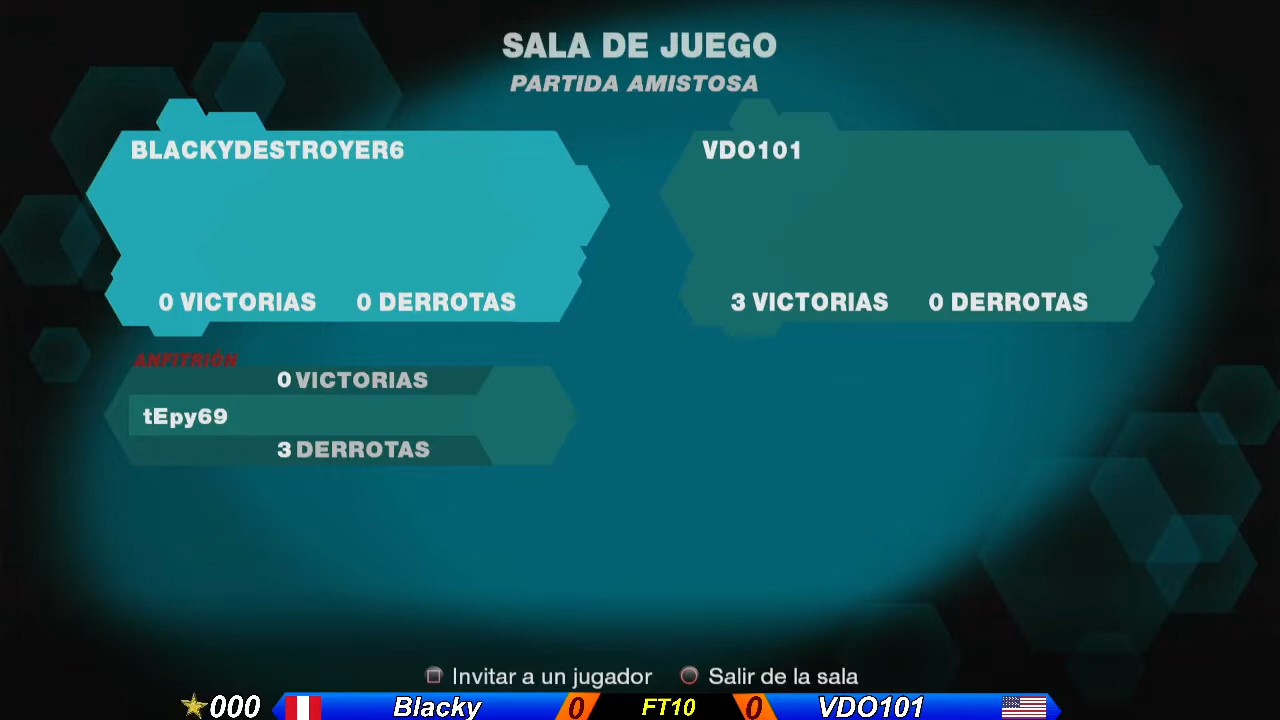 SALA DE JUEGO
PARTIDA AMISTOSA
BLACKYDESTROYER6
0 VICTORIAS 0 DERROTAS
VDO101
3 VICTORIAS 0 DERROTAS
ANFITRIÓN
0 VICTORIAS
tEpy69
3 DERROTAS
Invitar a un jugador Salir de la sala
000 Blacky 0 FT10 0 VDO101